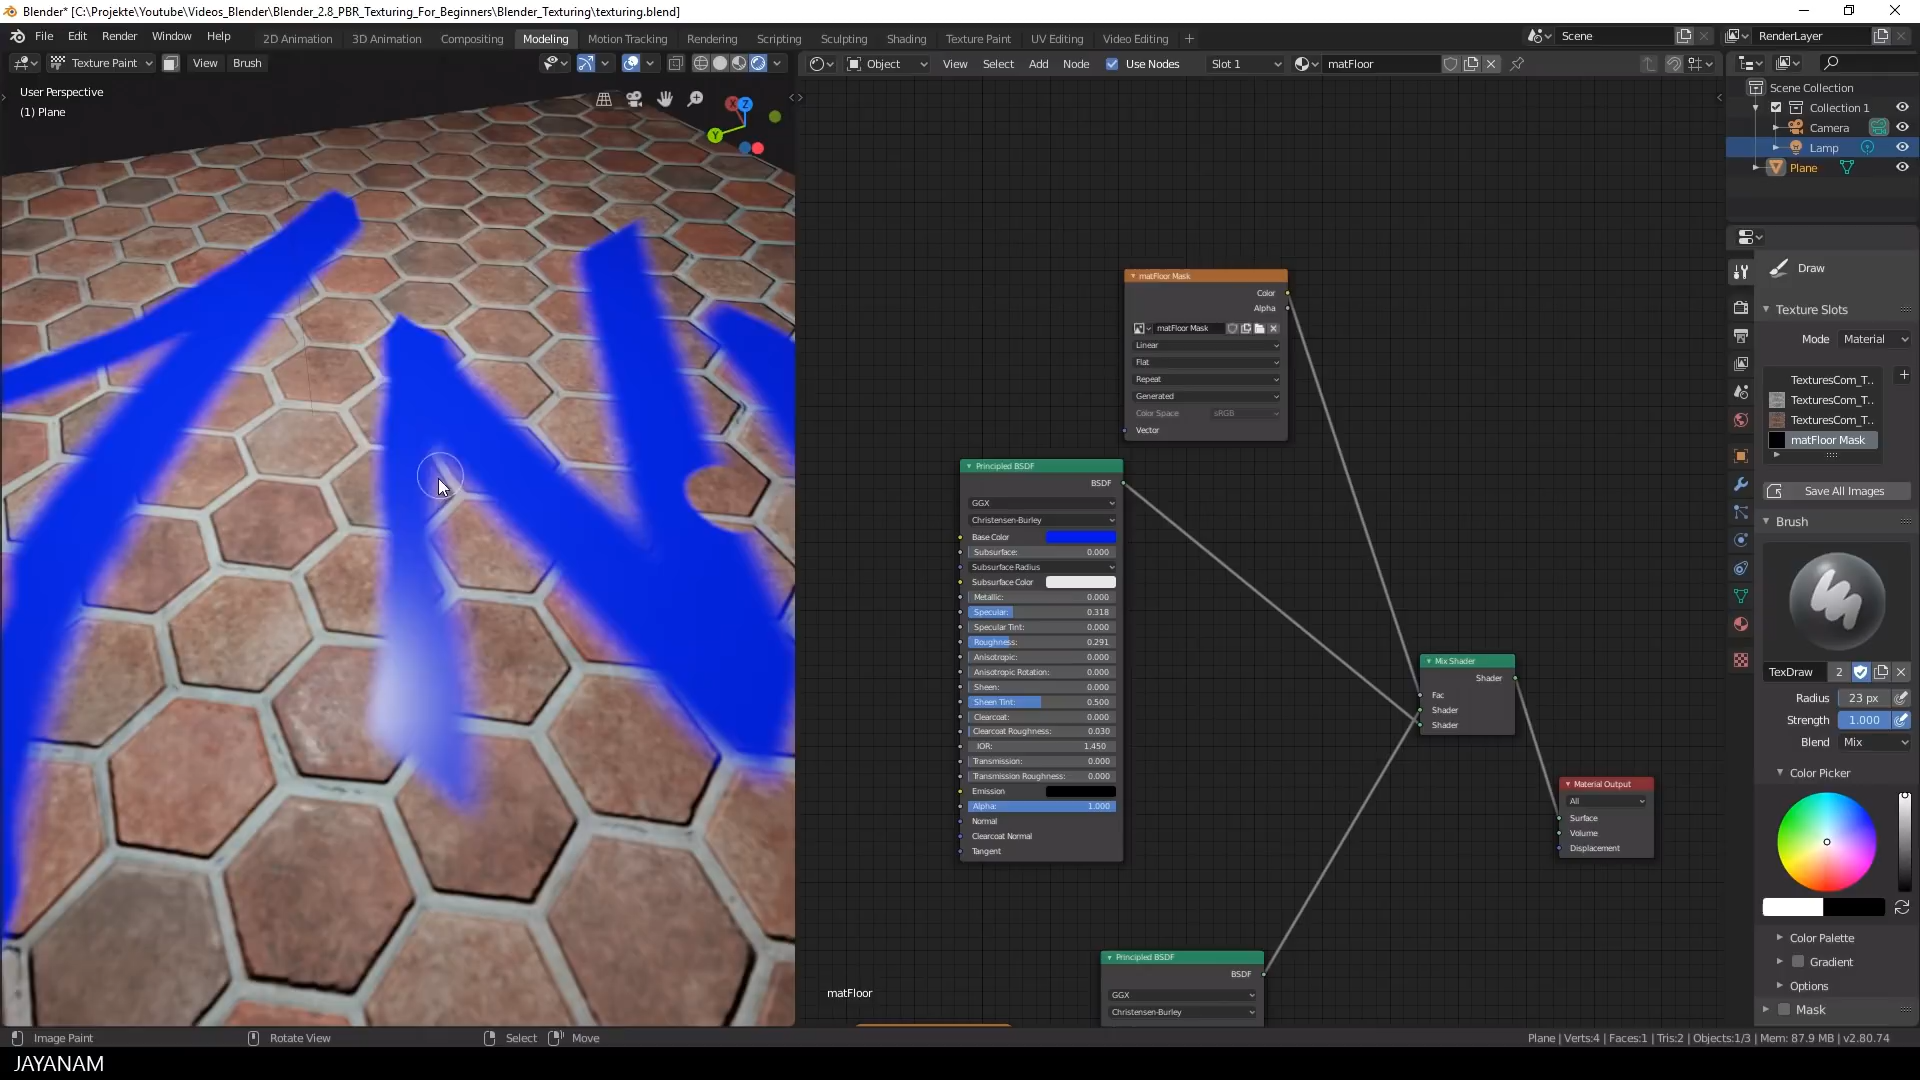 Blender* [C:\Projekte\Youtube\Videos_Blender\Blender_2.8_PBR_Texturing_For_Beginners\Blender_Texturing\texturing.blend]
File Edit Render Window Help 2D Animation 3D Animation Compositing Modeling Motion Tracking Rendering Scripting Sculpting Shading Texture Paint UV Editing Video Editing + Scene RenderLayer
Texture Paint View Brush Object View Select Add Node Use Nodes Slot 1 matFloor
User Perspective
(1) Plane
X
Y
Z
matFloor Mask
Color
Alpha
matFloor Mask
Linear
Flat
Repeat
Generated
Color Space sRGB
Vector
Principled BSDF
BSDF
GGX
Christensen-Burley
Base Color
Subsurface: 0.000
Subsurface Radius
Subsurface Color
Metallic: 0.000
Specular: 0.318
Specular Tint: 0.000
Roughness: 0.291
Anisotropic: 0.000
Anisotropic Rotation: 0.000
Sheen: 0.000
Sheen Tint: 0.500
Clearcoat: 0.000
Clearcoat Roughness: 0.030
IOR: 1.450
Transmission: 0.000
Transmission Roughness: 0.000
Emission
Alpha: 1.000
Normal
Clearcoat Normal
Tangent
Mix Shader
Shader
Fac
Shader
Shader
Material Output
All
Surface
Volume
Displacement
Principled BSDF
BSDF
GGX
Christensen-Burley
matFloor
Scene Collection
Collection 1
Camera
Lamp
Plane
Draw
Texture Slots
Mode Material
TexturesCom_T..
TexturesCom_T..
TexturesCom_T..
matFloor Mask
Save All Images
Brush
TexDraw 2
Radius 23 px
Strength 1.000
Blend Mix
Color Picker
Color Palette
Gradient
Options
Mask
Image Paint Rotate View Select Move Plane | Verts:4 | Faces:1 | Tris:2 | Objects:1/3 | Mem: 87.9 MB | v2.80.74
JAYANAM